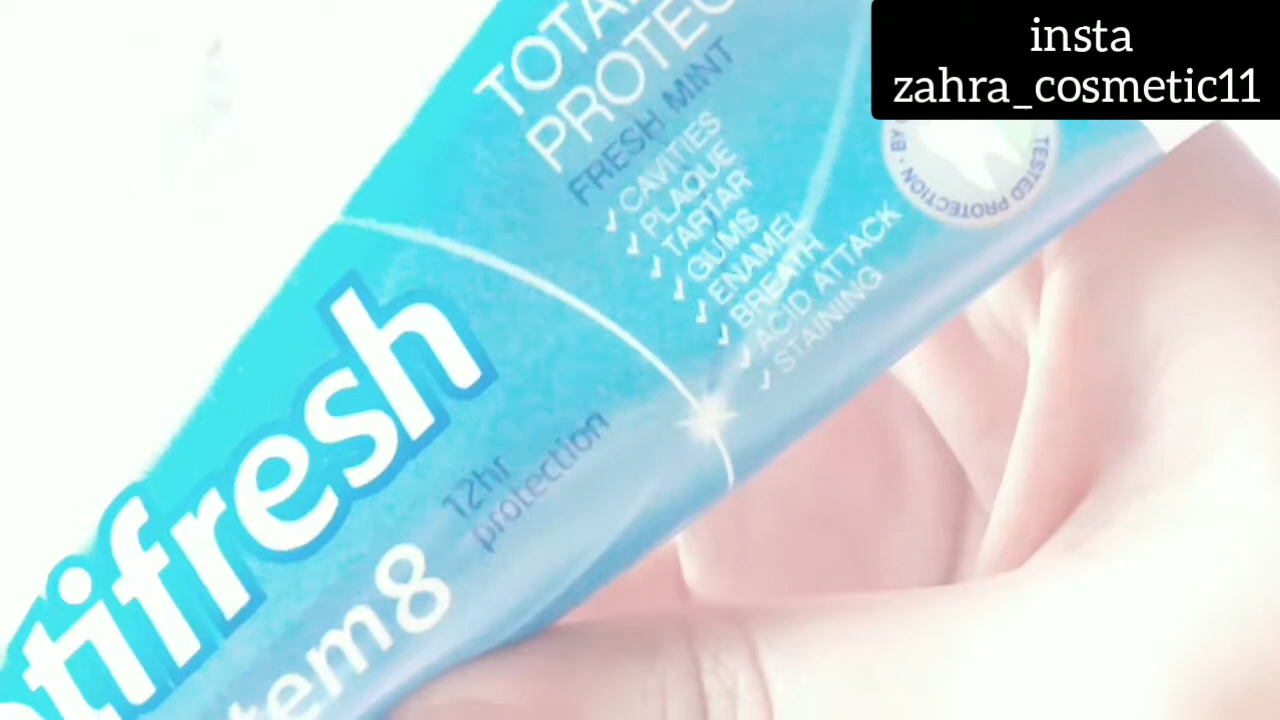 insta
zahra_cosmetic11
TOTAL
PROTEC
FRESH MINT
✓ CAVITIES
✓ PLAQUE
✓ TARTAR
✓ GUMS
✓ ENAMEL
✓ BREATH
✓ ACID ATTACK
✓ STAINING
TESTED PROTECTION · BY
tifresh
12hr
protection
tem8